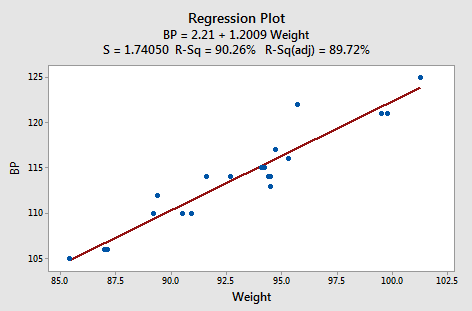 Regression Plot
BP = 2.21 + 1.2009 Weight
S = 1.74050 R-Sq = 90.26% R-Sq(adj) = 89.72%
125
120
115
110
105
BP
85.0 87.5 90.0 92.5 95.0 97.5 100.0 102.5
Weight